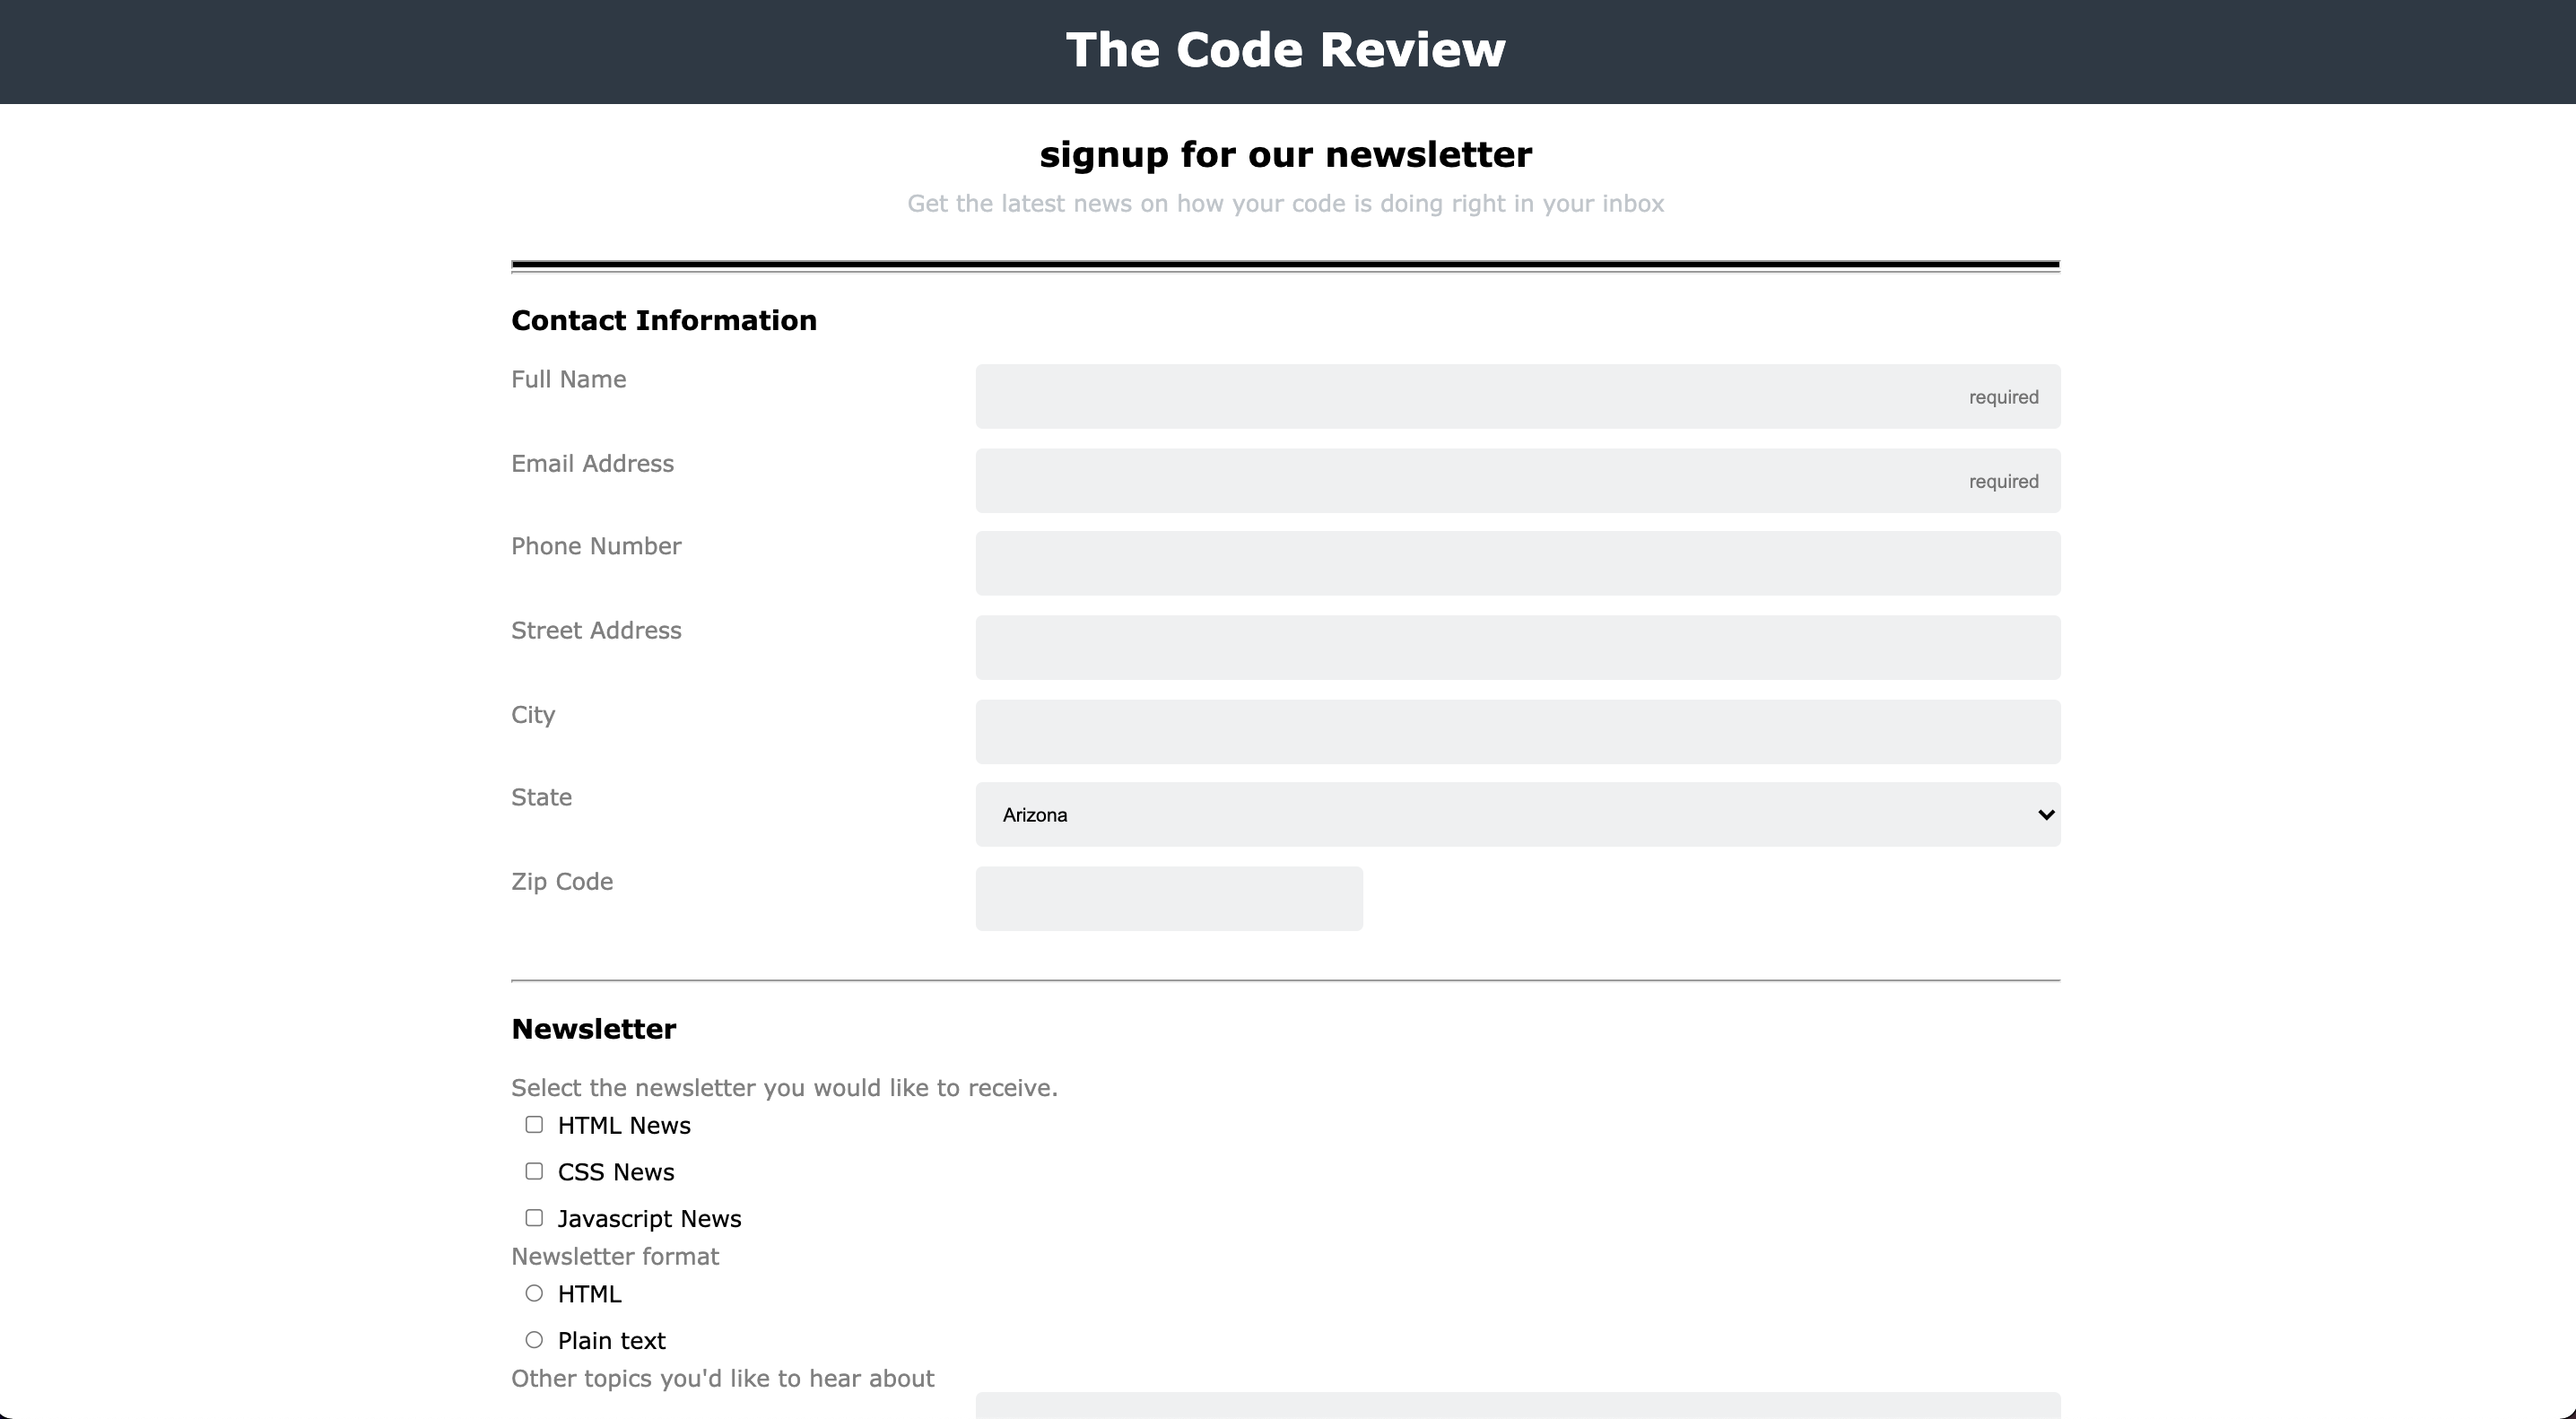 The Code Review
signup for our newsletter
Get the latest news on how your code is doing right in your inbox
Contact Information
Full Name
required
Email Address
required
Phone Number
Street Address
City
State
Arizona
Zip Code
Newsletter
Select the newsletter you would like to receive.
HTML News
CSS News
Javascript News
Newsletter format
HTML
Plain text
Other topics you'd like to hear about